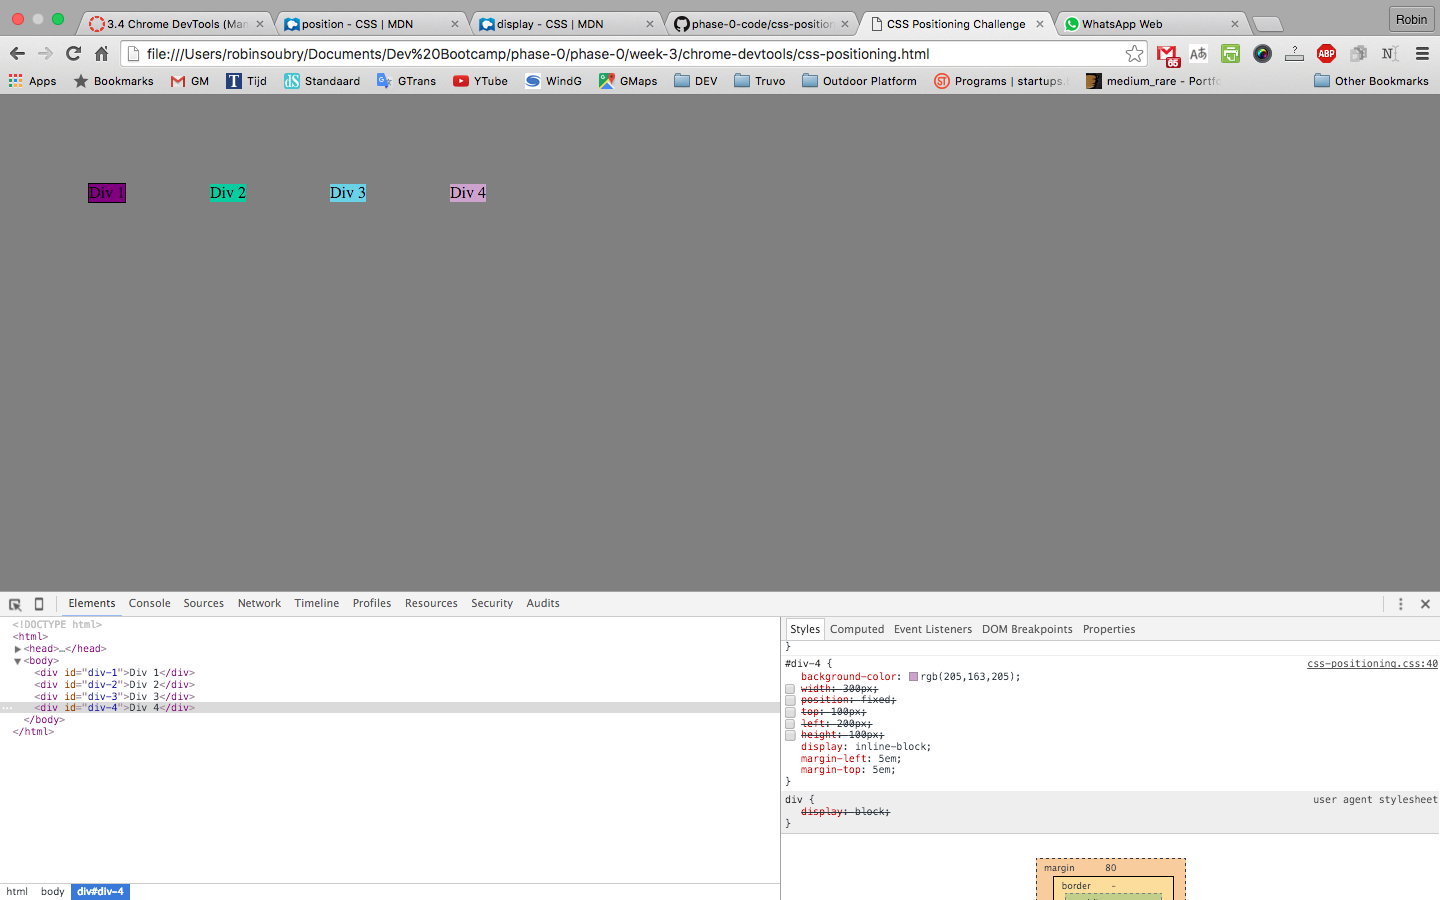 3.4 Chrome DevTools (Man
position - CSS | MDN
display - CSS | MDN
phase-0-code/css-position
CSS Positioning Challenge
WhatsApp Web
Robin
file:///Users/robinsoubry/Documents/Dev%20Bootcamp/phase-0/phase-0/week-3/chrome-devtools/css-positioning.html
65
ABP
Apps Bookmarks GM Tijd Standaard GTrans YTube WindG GMaps DEV Truvo Outdoor Platform Programs | startups. medium_rare - Portfo Other Bookmarks
Div 1 Div 2 Div 3 Div 4
Elements Console Sources Network Timeline Profiles Resources Security Audits
<!DOCTYPE html>
<html>
<head>…</head>
<body>
<div id="div-1">Div 1</div>
<div id="div-2">Div 2</div>
<div id="div-3">Div 3</div>
<div id="div-4">Div 4</div>
</body>
</html>
html body div#div-4
Styles Computed Event Listeners DOM Breakpoints Properties
}
#div-4 { css-positioning.css:40
background-color: rgb(205,163,205);
width: 300px;
position: fixed;
top: 100px;
left: 200px;
height: 100px;
display: inline-block;
margin-left: 5em;
margin-top: 5em;
}
div { user agent stylesheet
display: block;
}
margin 80
border -